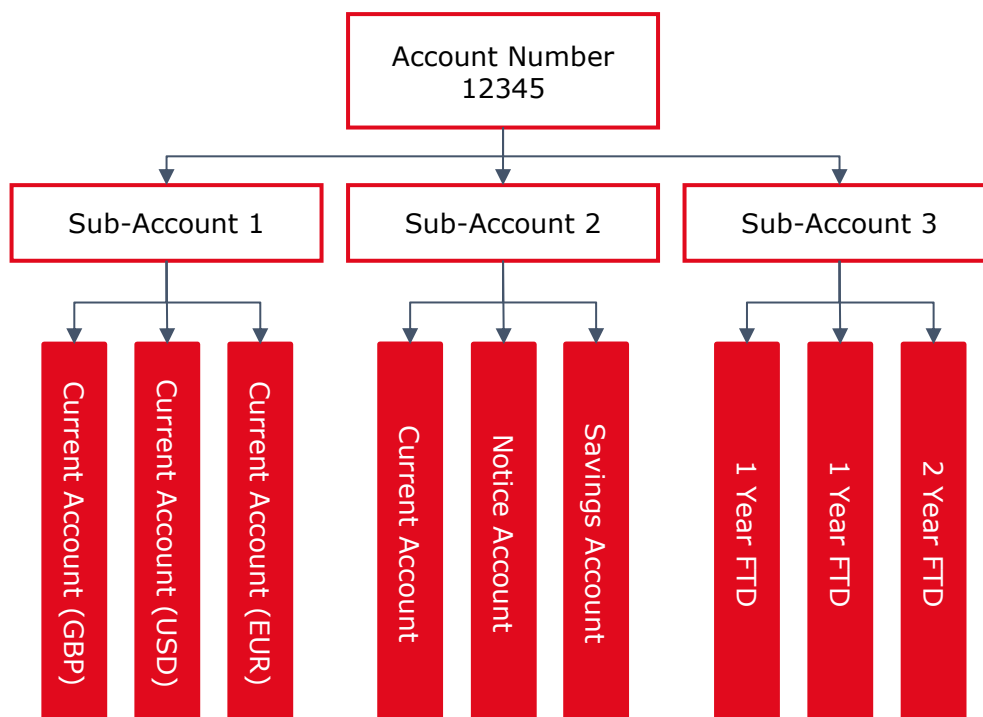 Account Number
12345
Sub-Account 1
Sub-Account 2
Sub-Account 3
Current Account (GBP)
Current Account (USD)
Current Account (EUR)
Current Account
Notice Account
Savings Account
1 Year FTD
1 Year FTD
2 Year FTD